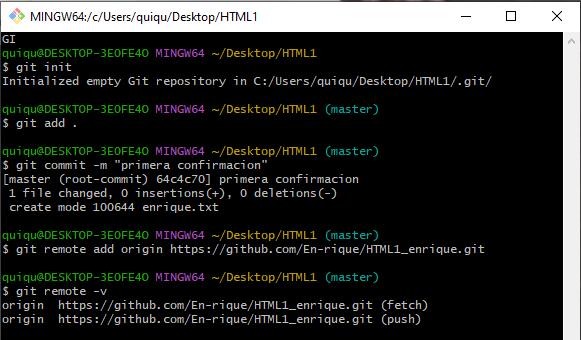 MINGW64:/c/Users/quiqu/Desktop/HTML1
GI
quiqu@DESKTOP-3EOFE4O MINGW64 ~/Desktop/HTML1
$ git init
Initialized empty Git repository in C:/Users/quiqu/Desktop/HTML1/.git/
quiqu@DESKTOP-3EOFE4O MINGW64 ~/Desktop/HTML1 (master)
$ git add .
quiqu@DESKTOP-3EOFE4O MINGW64 ~/Desktop/HTML1 (master)
$ git commit -m "primera confirmacion"
[master (root-commit) 64c4c70] primera confirmacion
 1 file changed, 0 insertions(+), 0 deletions(-)
 create mode 100644 enrique.txt
quiqu@DESKTOP-3EOFE4O MINGW64 ~/Desktop/HTML1 (master)
$ git remote add origin https://github.com/En-rique/HTML1_enrique.git
quiqu@DESKTOP-3EOFE4O MINGW64 ~/Desktop/HTML1 (master)
$ git remote -v
origin  https://github.com/En-rique/HTML1_enrique.git (fetch)
origin  https://github.com/En-rique/HTML1_enrique.git (push)